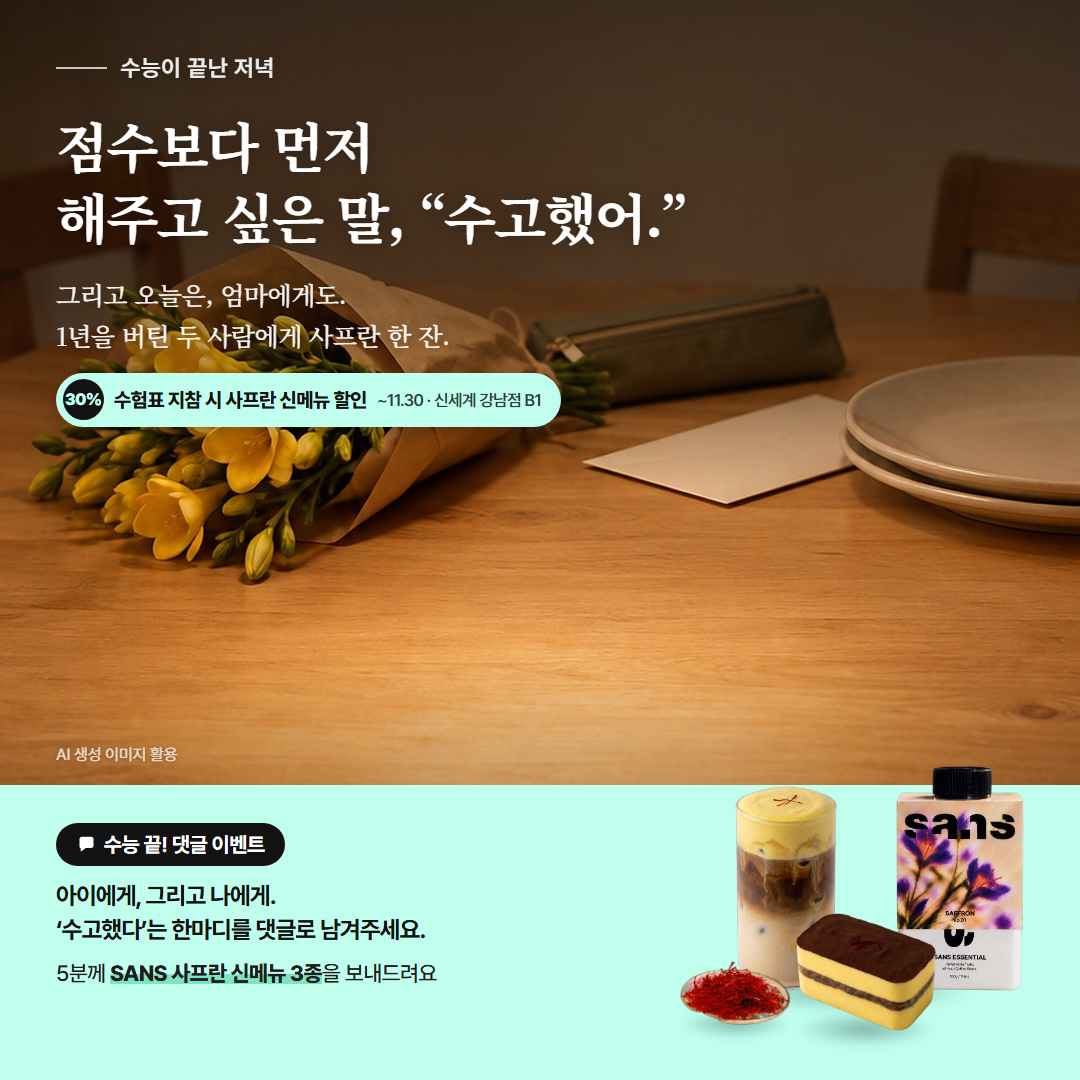 수능이 끝난 저녁
점수보다 먼저
해주고 싶은 말, “수고했어.”
그리고 오늘은, 엄마에게도.
1년을 버틴 두 사람에게 사프란 한 잔.
30% 수험표 지참 시 사프란 신메뉴 할인 ~11.30 · 신세계 강남점 B1
AI 생성 이미지 활용
수능 끝! 댓글 이벤트
아이에게, 그리고 나에게.
‘수고했다’는 한마디를 댓글로 남겨주세요.
5분께 SANS 사프란 신메뉴 3종을 보내드려요
sans
SAFFRON
No.01
SANS ESSENTIAL